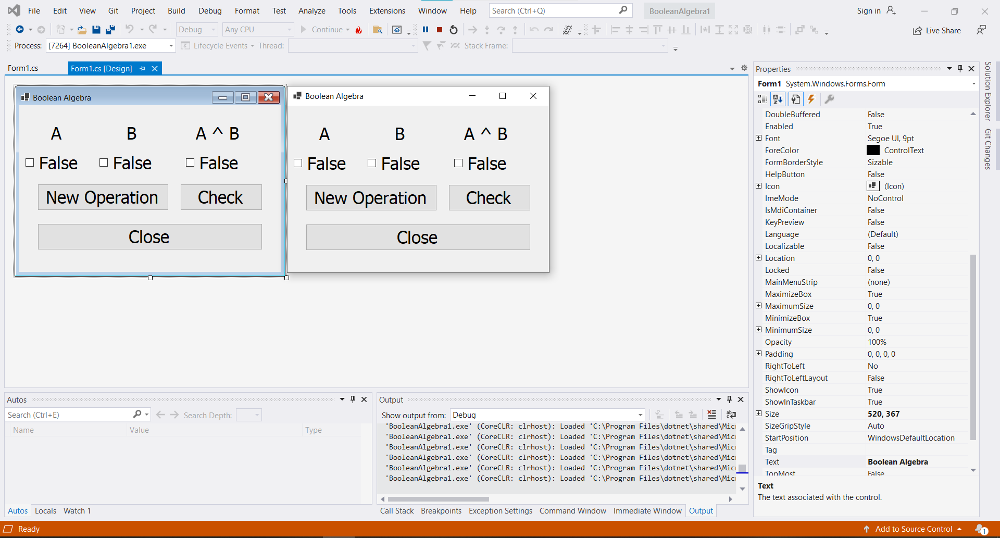 File Edit View Git Project Build Debug Format Test Analyze Tools Extensions Window Help Search (Ctrl+Q) BooleanAlgebra1 Sign in
Debug Any CPU Continue Live Share
Process: [7264] BooleanAlgebra1.exe Lifecycle Events Thread: Stack Frame:
Form1.cs Form1.cs [Design]
Boolean Algebra
A B A ^ B
False False False
New Operation Check
Close
Boolean Algebra
A B A ^ B
False False False
New Operation Check
Close
Properties
Form1 System.Windows.Forms.Form
DoubleBuffered False
Enabled True
Font Segoe UI, 9pt
ForeColor ControlText
FormBorderStyle Sizable
HelpButton False
Icon (Icon)
ImeMode NoControl
IsMdiContainer False
KeyPreview False
Language (Default)
Localizable False
Location 0, 0
Locked False
MainMenuStrip (none)
MaximizeBox True
MaximumSize 0, 0
MinimizeBox True
MinimumSize 0, 0
Opacity 100%
Padding 0, 0, 0, 0
RightToLeft No
RightToLeftLayout False
ShowIcon True
ShowInTaskbar True
Size 520, 367
SizeGripStyle Auto
StartPosition WindowsDefaultLocation
Tag
Text Boolean Algebra
TopMost False
Text
The text associated with the control.
Solution Explorer
Git Changes
Autos
Search (Ctrl+E) Search Depth:
Name Value Type
Autos Locals Watch 1
Output
Show output from: Debug
'BooleanAlgebra1.exe' (CoreCLR: clrhost): Loaded 'C:\Program Files\dotnet\shared\Micr
'BooleanAlgebra1.exe' (CoreCLR: clrhost): Loaded 'C:\Program Files\dotnet\shared\Micr
'BooleanAlgebra1.exe' (CoreCLR: clrhost): Loaded 'C:\Program Files\dotnet\shared\Micr
'BooleanAlgebra1.exe' (CoreCLR: clrhost): Loaded 'C:\Program Files\dotnet\shared\Micr
'BooleanAlgebra1.exe' (CoreCLR: clrhost): Loaded 'C:\Program Files\dotnet\shared\Micr
'BooleanAlgebra1.exe' (CoreCLR: clrhost): Loaded 'C:\Program Files\dotnet\shared\Micr
Call Stack Breakpoints Exception Settings Command Window Immediate Window Output
Ready Add to Source Control 1